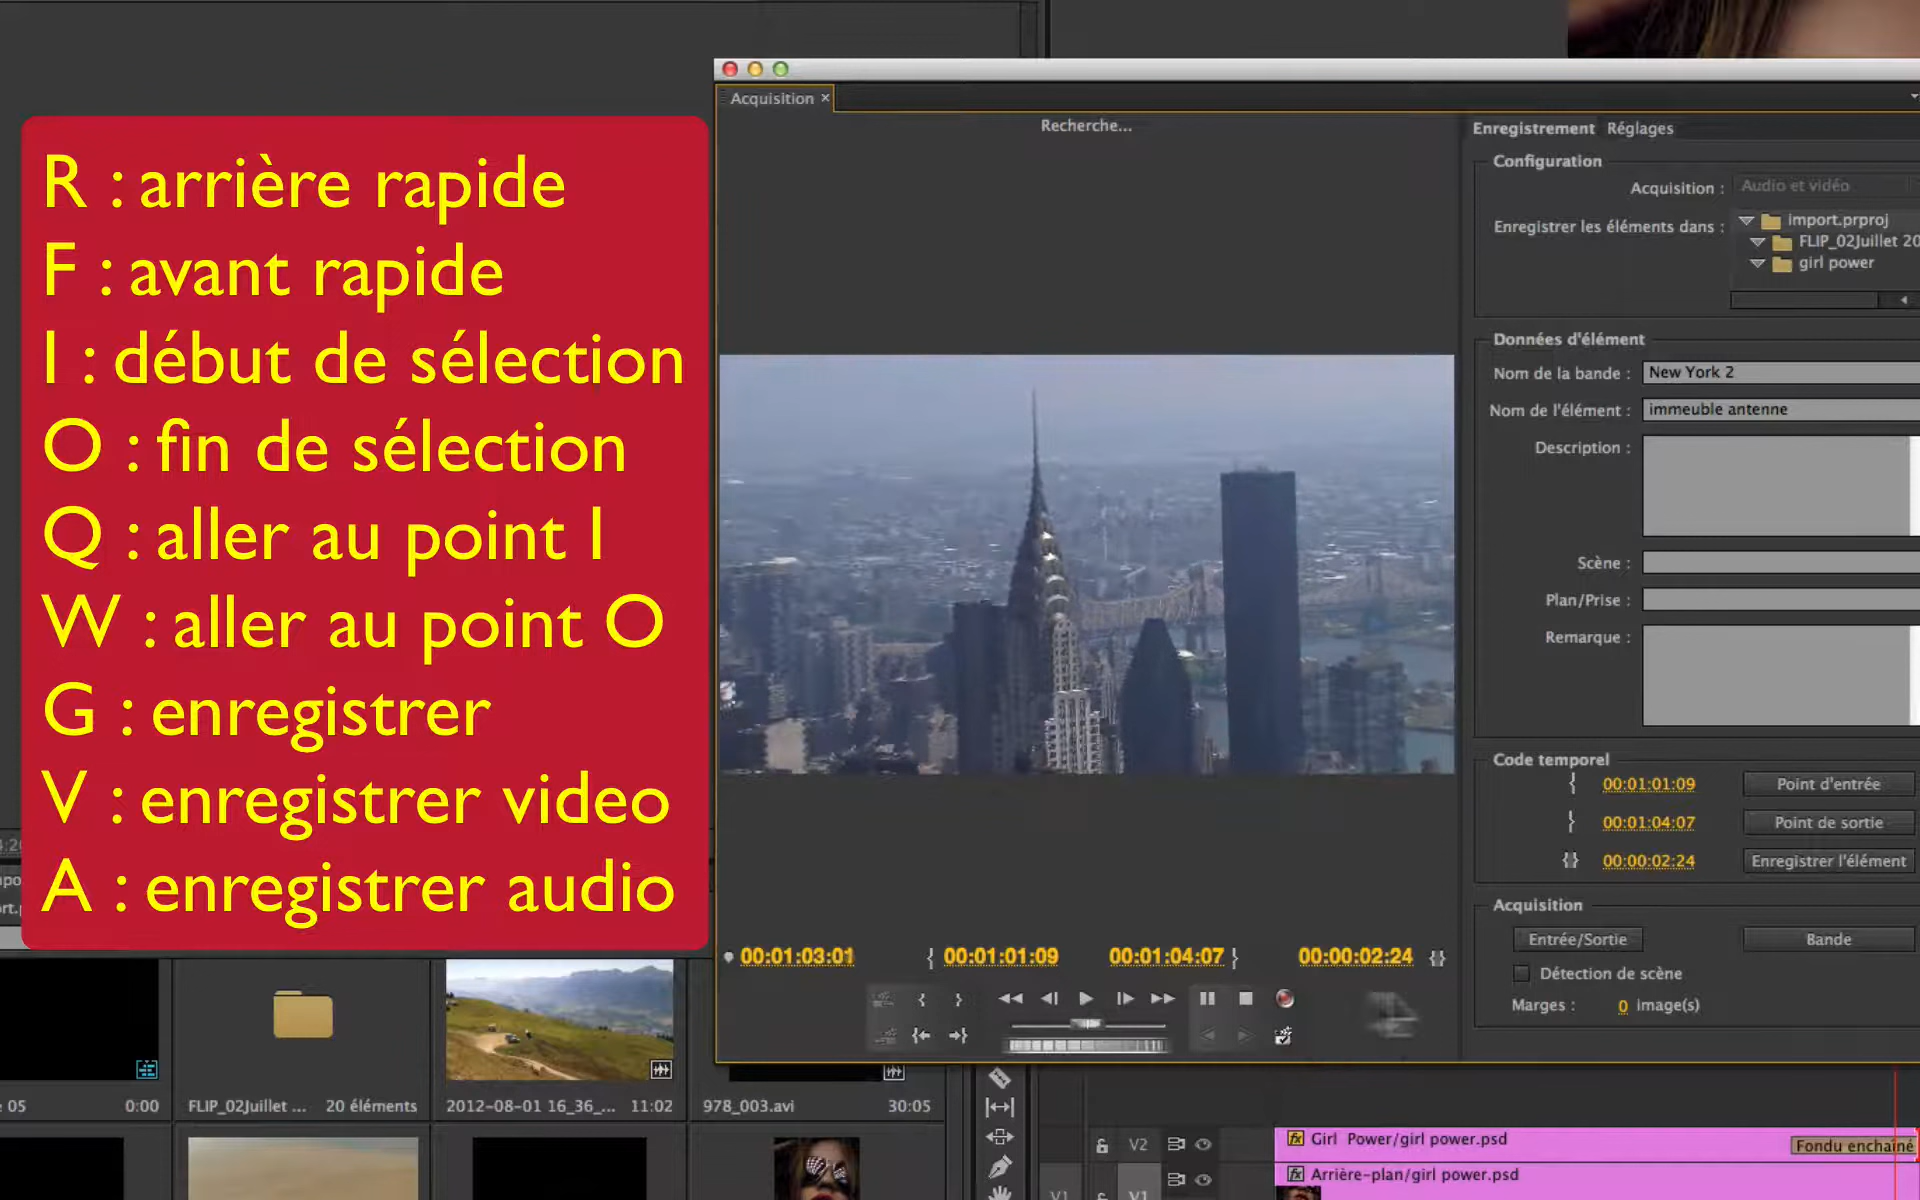 R : arrière rapide
F : avant rapide
I : début de sélection
O : fin de sélection
Q : aller au point I
W : aller au point O
G : enregistrer
V : enregistrer video
A : enregistrer audio
Acquisition ×
Recherche...
Enregistrement Réglages
Configuration
Acquisition : Audio et vidéo
Enregistrer les éléments dans : import.prproj
FLIP_02Juillet 20
girl power
Données d'élément
Nom de la bande : New York 2
Nom de l'élément : immeuble antenne
Description :
Scène :
Plan/Prise :
Remarque :
Code temporel
{ 00:01:01:09 Point d'entrée
} 00:01:04:07 Point de sortie
{} 00:00:02:24 Enregistrer l'élément
Acquisition
Entrée/Sortie Bande
Détection de scène
Marges : 0 image(s)
00:01:03:01 { 00:01:01:09 00:01:04:07 } 00:00:02:24 {}
05 0:00
FLIP_02Juillet ... 20 éléments
2012-08-01 16_36_... 11:02
978_003.avi 30:05
V2
Girl Power/girl power.psd
Fondu enchaîné
Arrière-plan/girl power.psd
V1 V1